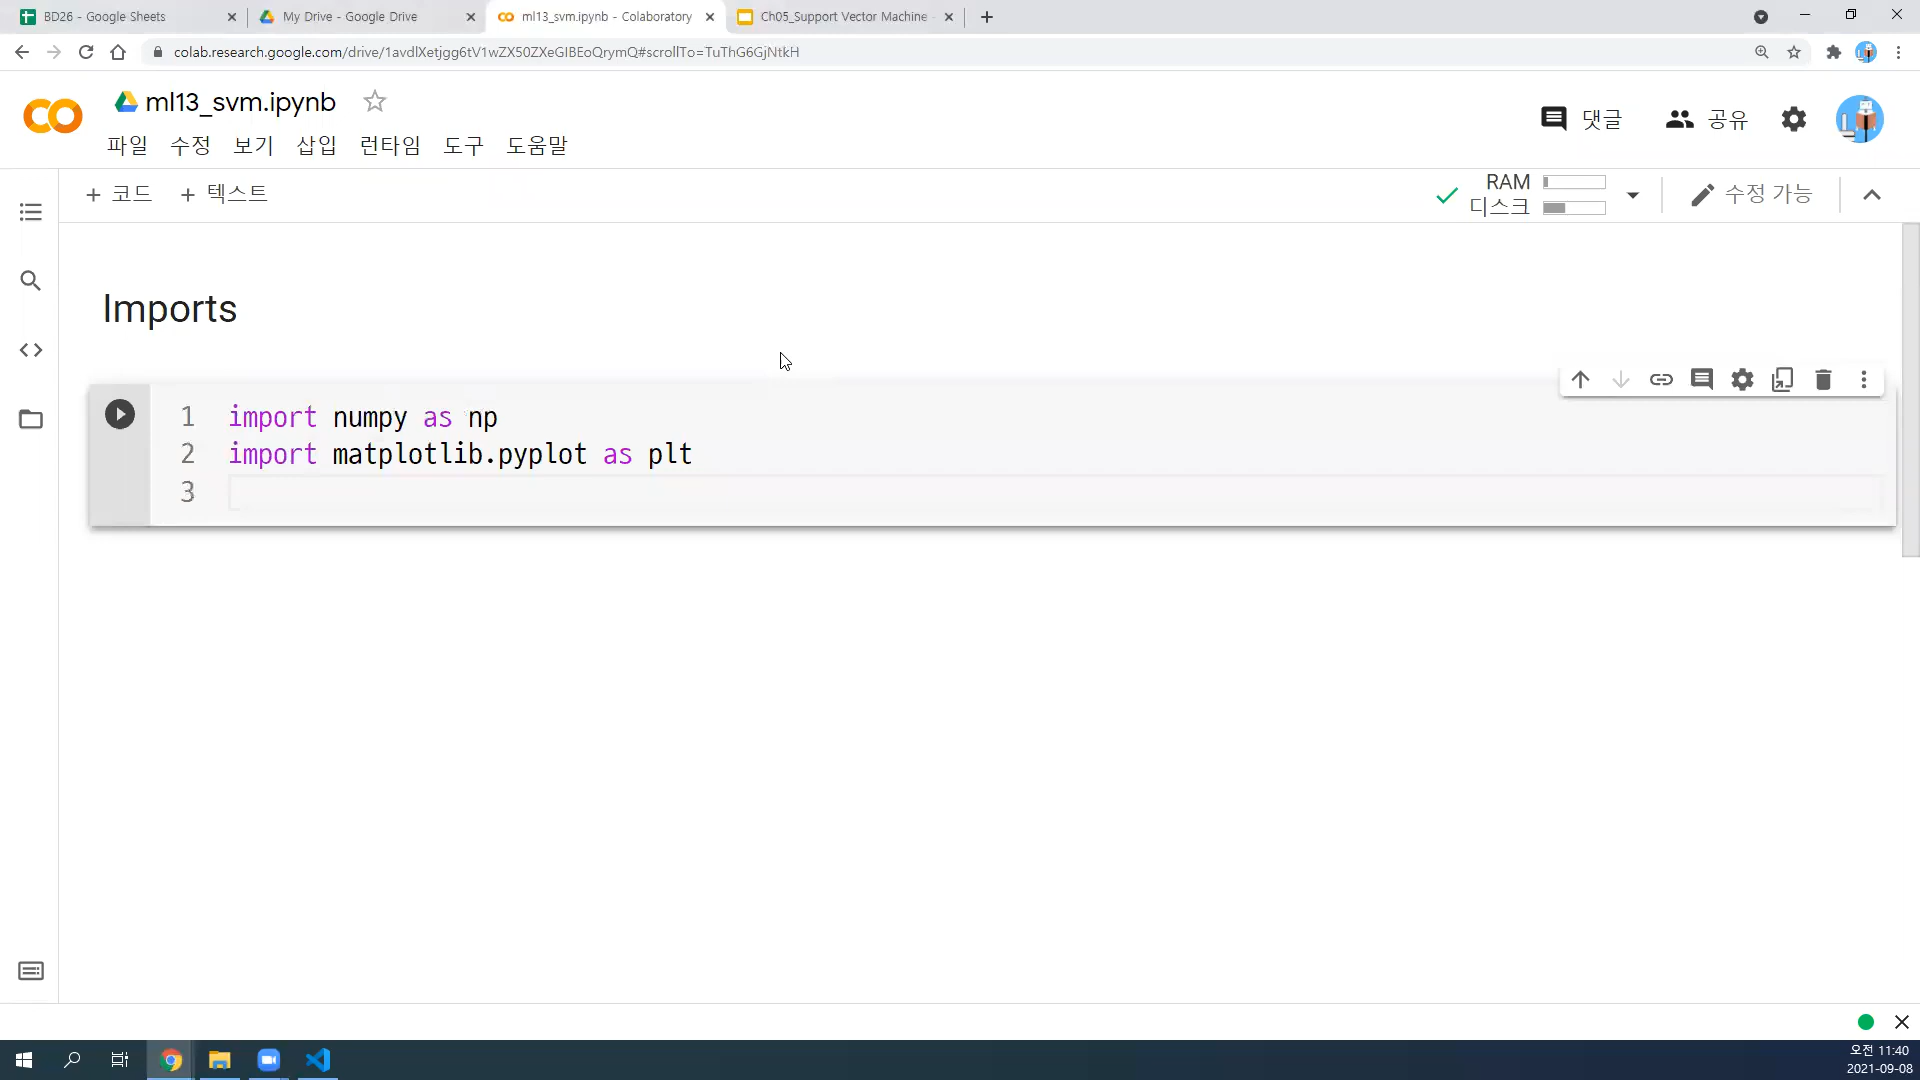 BD26 - Google Sheets
My Drive - Google Drive
ml13_svm.ipynb - Colaboratory
Ch05_Support Vector Machine
colab.research.google.com/drive/1avdlXetjgg6tV1wZX50ZXeGIBEoQrymQ#scrollTo=TuThG6GjNtkH
ml13_svm.ipynb
파일 수정 보기 삽입 런타임 도구 도움말
댓글 공유
+ 코드 + 텍스트
RAM
디스크
수정 가능
Imports
1 import numpy as np
2 import matplotlib.pyplot as plt
3
오전 11:40
2021-09-08